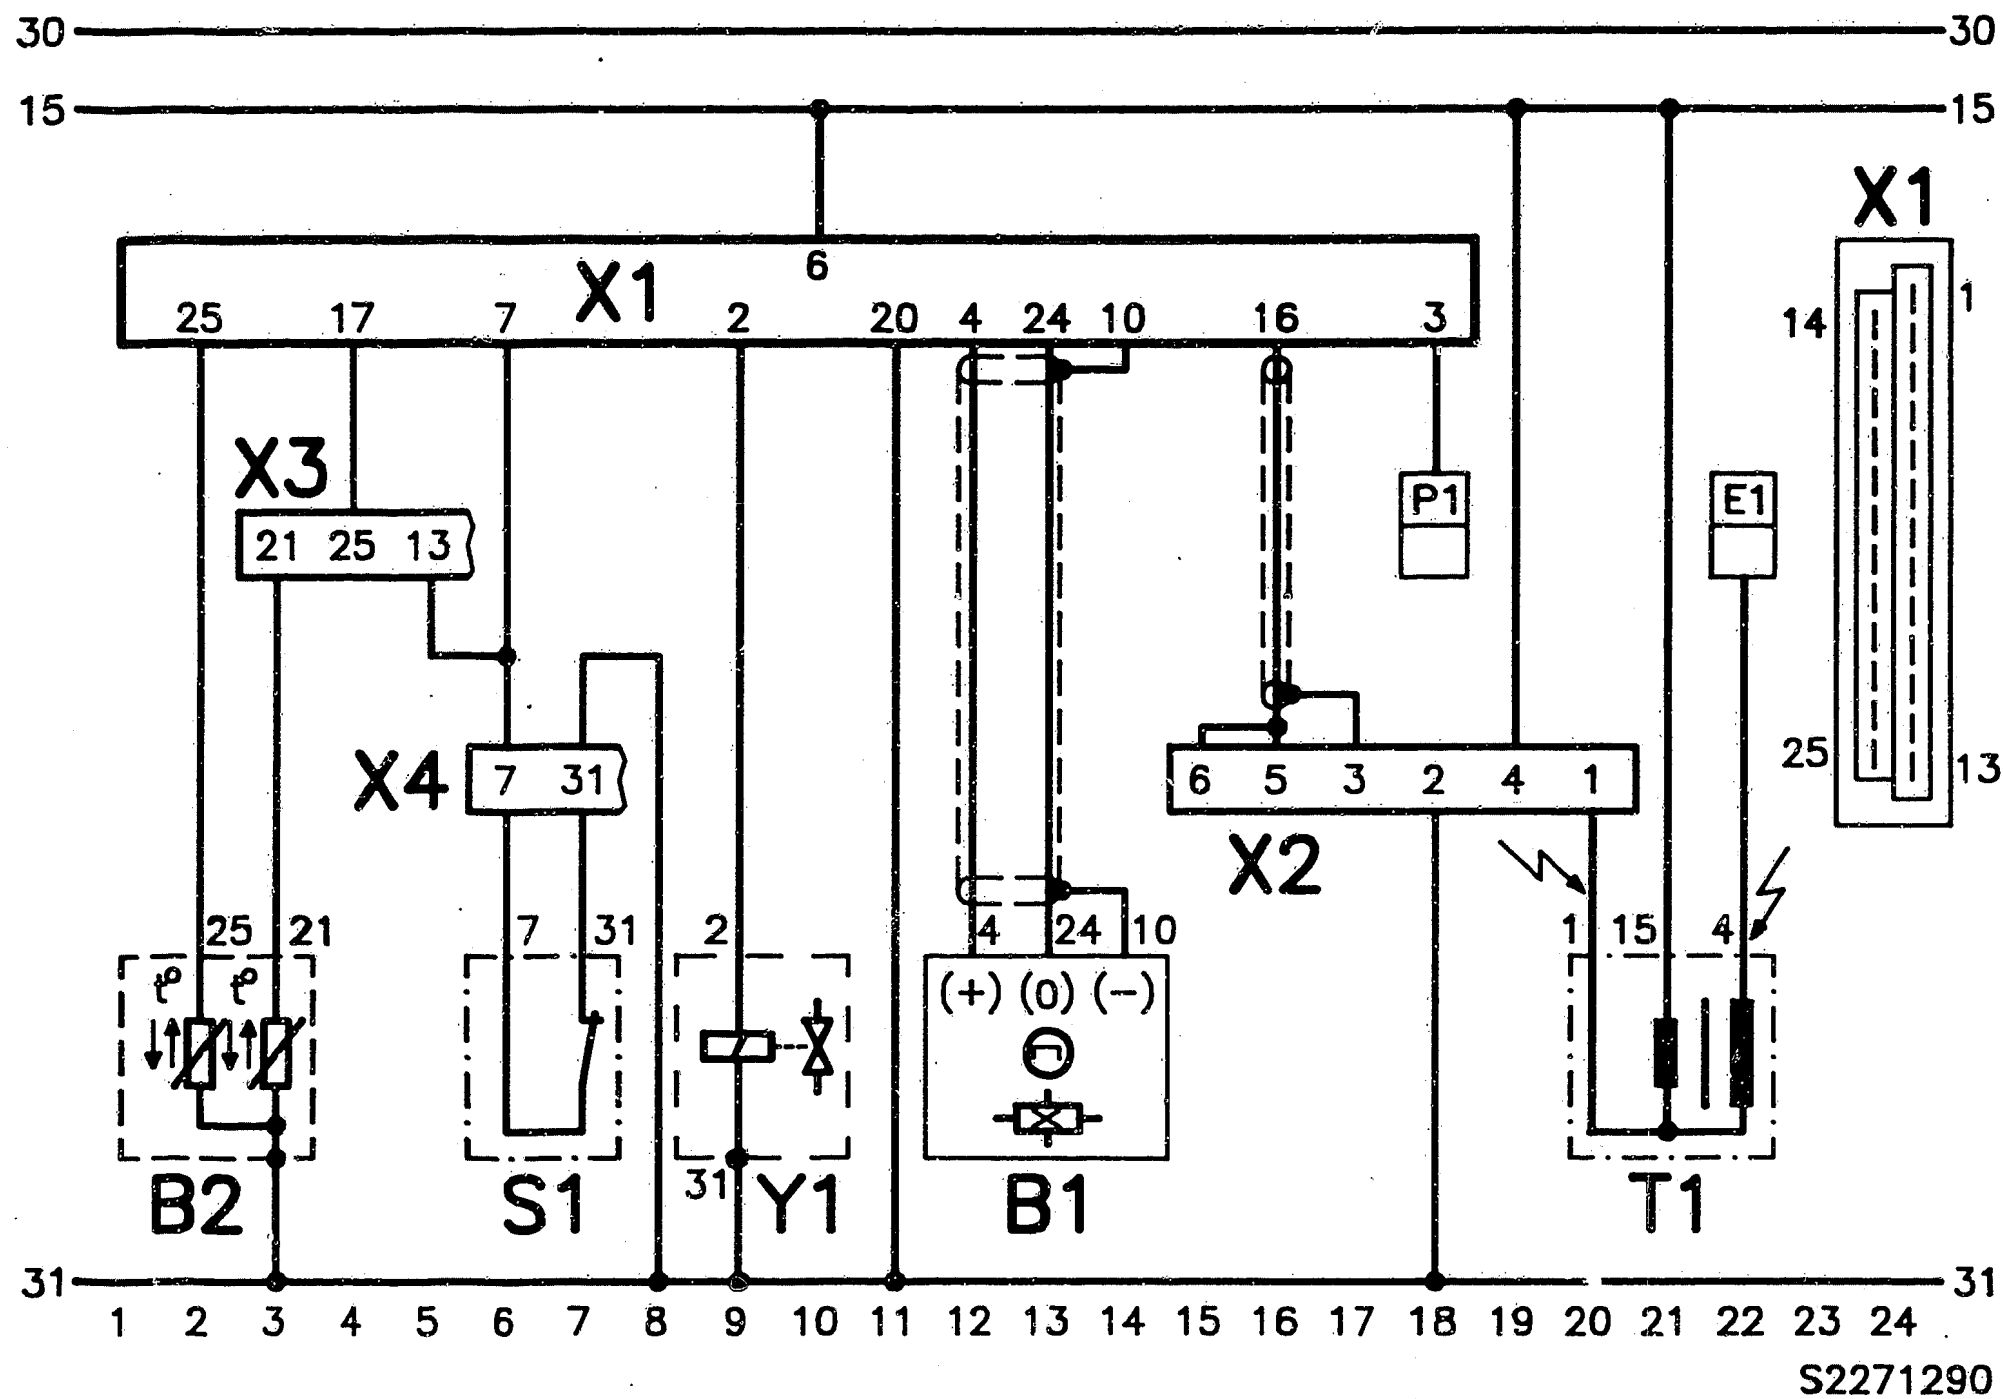 30 30
15 15
X1
6
X1
25 17 7 2 20 4 24 10 16 3
1
14
X3
P1 E1
21 25 13
X4
7 31
6 5 3 2 4 1
25
13
X2
25 21 7 31 2 4 24 10 1 15 4
t° t° (+) (0) (-)
B2 S1 31 Y1 B1 T1
31 31
1 2 3 4 5 6 7 8 9 10 11 12 13 14 15 16 17 18 19 20 21 22 23 24
S2271290